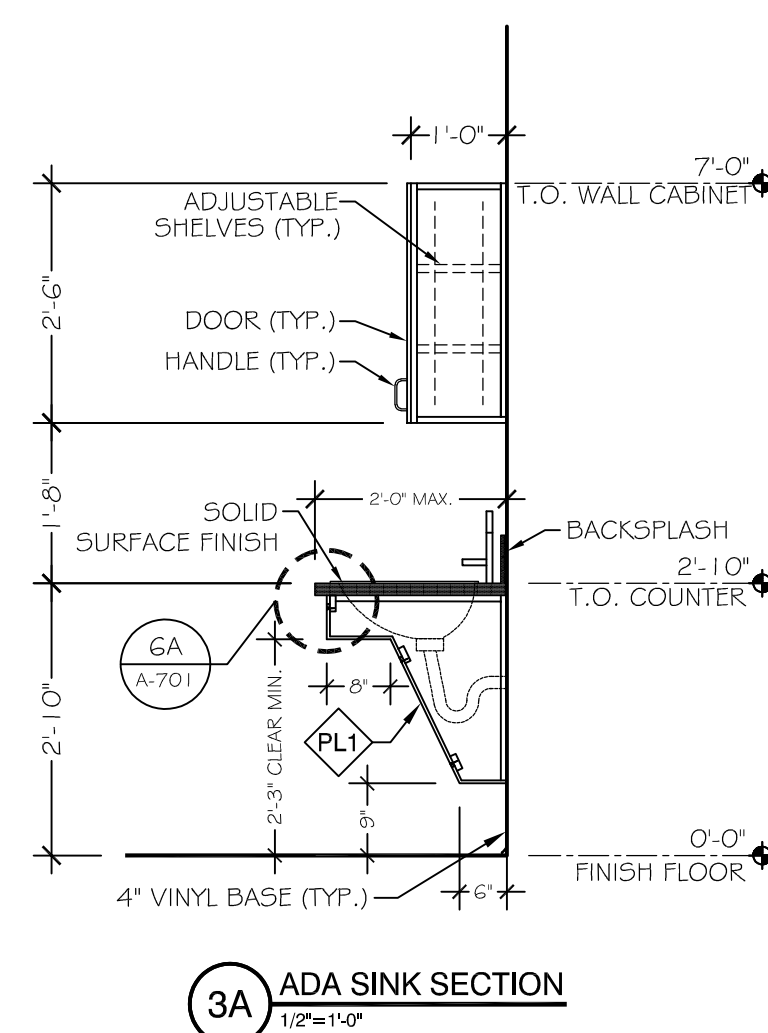 1'-0"
7'-0"
T.O. WALL CABINET
ADJUSTABLE
SHELVES (TYP.)
2'-6"
DOOR (TYP.)
HANDLE (TYP.)
1'-8"
2'-0" MAX.
SOLID
SURFACE FINISH
BACKSPLASH
2'-10"
T.O. COUNTER
6A
A-701
8"
PL1
2'-10"
2'-3" CLEAR MIN.
9"
0'-0"
FINISH FLOOR
4" VINYL BASE (TYP.)
6"
3A
ADA SINK SECTION
1/2"=1'-0"